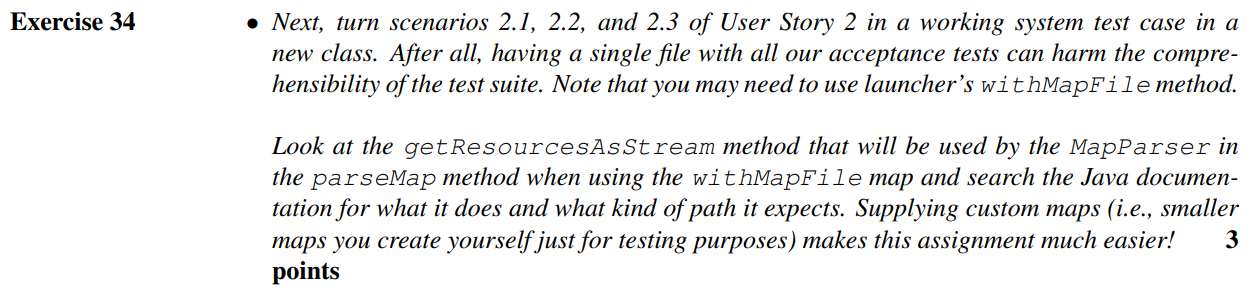 Exercise 34 • Next, turn scenarios 2.1, 2.2, and 2.3 of User Story 2 in a working system test case in a
new class. After all, having a single file with all our acceptance tests can harm the compre-
hensibility of the test suite. Note that you may need to use launcher's withMapFile method.
Look at the getResourcesAsStream method that will be used by the MapParser in
the parseMap method when using the withMapFile map and search the Java documen-
tation for what it does and what kind of path it expects. Supplying custom maps (i.e., smaller
maps you create yourself just for testing purposes) makes this assignment much easier! 3
points